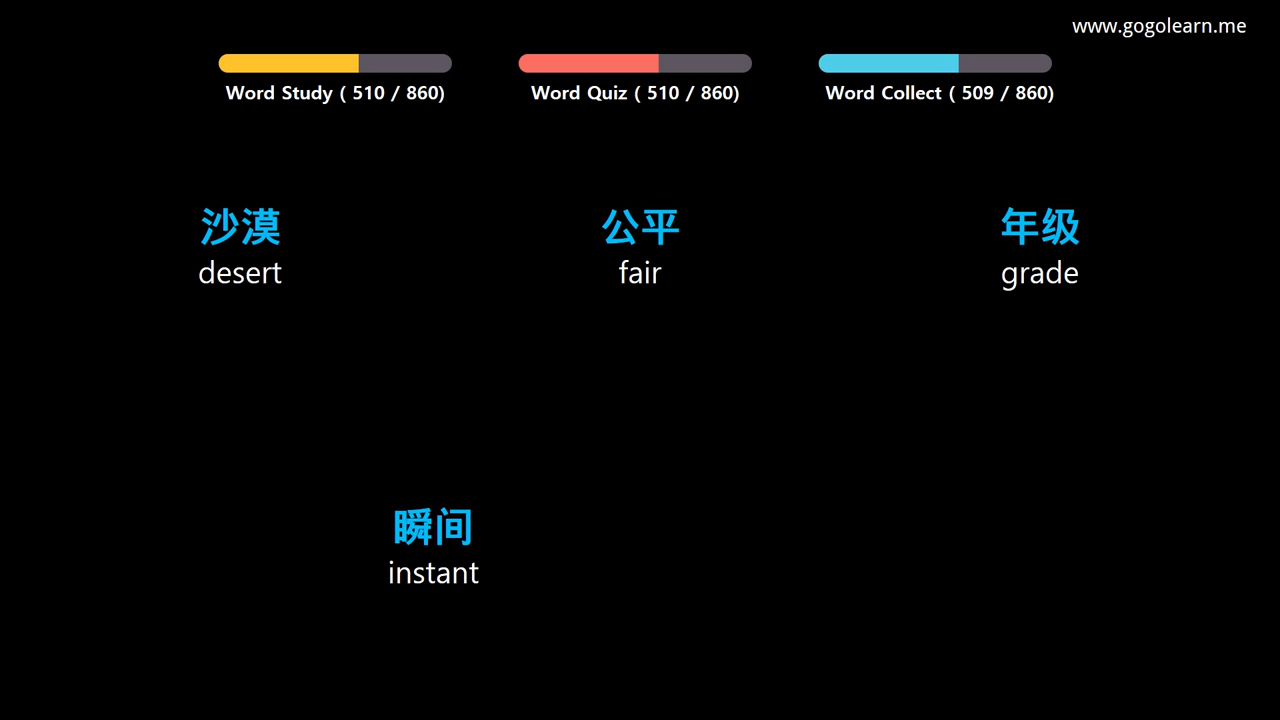 www.gogolearn.me
Word Study ( 510 / 860)
Word Quiz ( 510 / 860)
Word Collect ( 509 / 860)
沙漠
desert
公平
fair
年级
grade
瞬间
instant